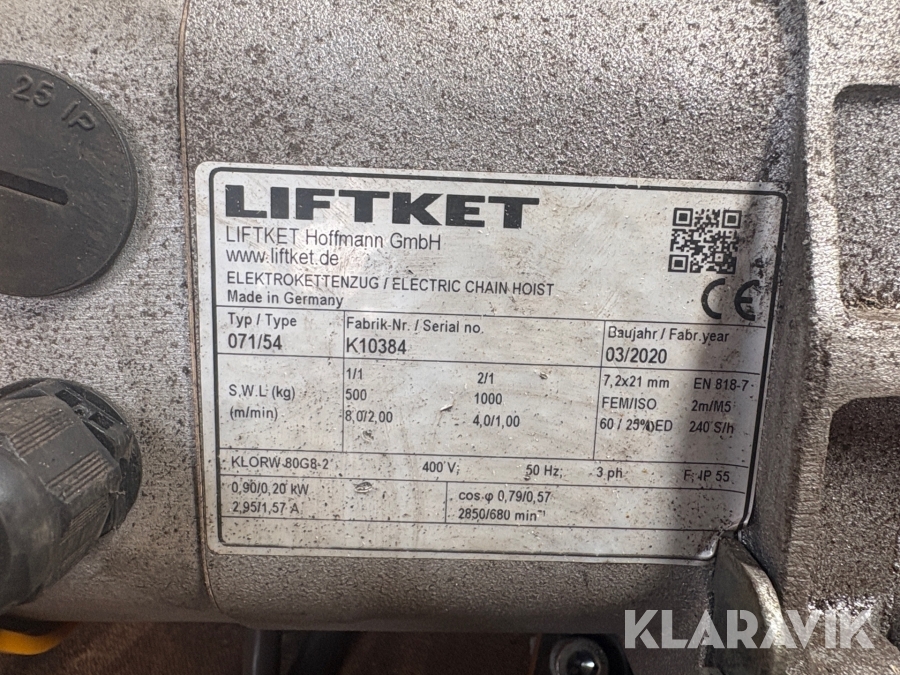 25 IP
LIFTKET
LIFTKET Hoffmann GmbH
www.liftket.de
ELEKTROKETTENZUG / ELECTRIC CHAIN HOIST
Made in Germany
CE
Typ / Type
071/54
Fabrik-Nr. / Serial no.
K10384
Baujahr / Fabr.year
03/2020
1/1 2/1
S.W.L (kg) 500 1000
(m/min) 8,0/2,00 4,0/1,00
7,2x21 mm EN 818-7
FEM/ISO 2m/M5
60 / 25%ED 240 S/h
KLORW 80G8-2 400 V; 50 Hz; 3 ph F; IP 55
0,90/0,20 kW cos φ 0,79/0,57
2,95/1,57 A 2850/680 min⁻¹
KLARAVIK